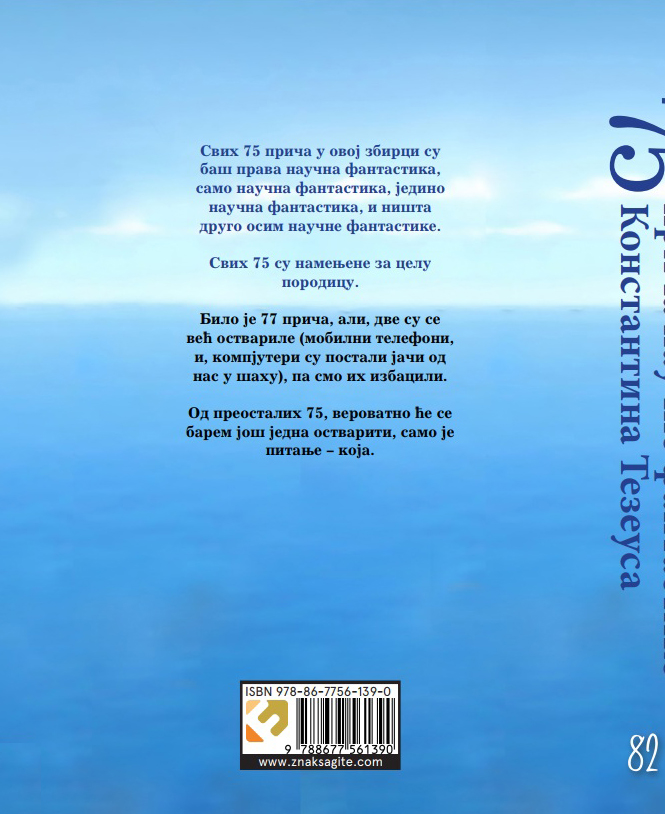 Свих 75 прича у овој збирци су
баш права научна фантастика,
само научна фантастика, једино
научна фантастика, и ништа
друго осим научне фантастике.
Свих 75 су намењене за целу
породицу.
Било је 77 прича, али, две су се
већ оствариле (мобилни телефони,
и, компјутери су постали јачи од
нас у шаху), па смо их избацили.
Од преосталих 75, вероватно ће се
барем још једна остварити, само је
питање – која.
ISBN 978-86-7756-139-0
9 788677 561390
www.znaksagite.com
75
Константина Тезеуса
82